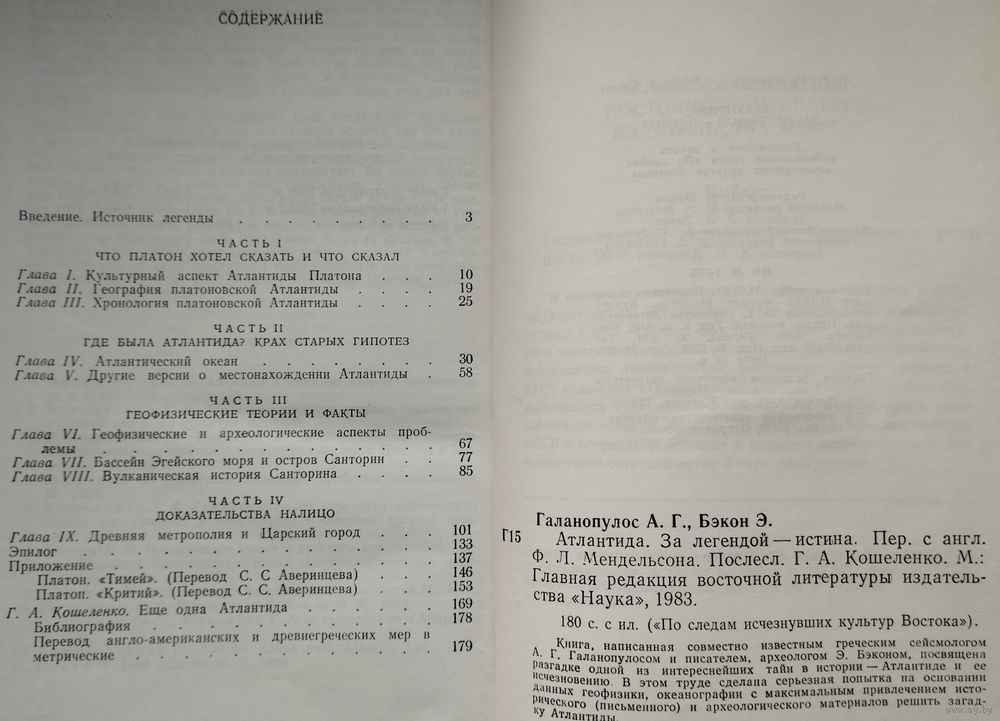 СОДЕРЖАНИЕ
Введение. Источник легенды . . . . . . . . . 3
ЧАСТЬ I
ЧТО ПЛАТОН ХОТЕЛ СКАЗАТЬ И ЧТО СКАЗАЛ
Глава I. Культурный аспект Атлантиды Платона . . . 10
Глава II. География платоновской Атлантиды . . . . 19
Глава III. Хронология платоновской Атлантиды . . . . 25
ЧАСТЬ II
ГДЕ БЫЛА АТЛАНТИДА? КРАХ СТАРЫХ ГИПОТЕЗ
Глава IV. Атлантический океан . . . . . . . . 30
Глава V. Другие версии о местонахождении Атлантиды . 58
ЧАСТЬ III
ГЕОФИЗИЧЕСКИЕ ТЕОРИИ И ФАКТЫ
Глава VI. Геофизические и археологические аспекты проб-
лемы . . . . . . . . . . . . . . 67
Глава VII. Бассейн Эгейского моря и остров Санторин . . 77
Глава VIII. Вулканическая история Санторина . . . . 85
ЧАСТЬ IV
ДОКАЗАТЕЛЬСТВА НАЛИЦО
Глава IX. Древняя метрополия и Царский город . . . 101
Эпилог . . . . . . . . . . . . . . 133
Приложение . . . . . . . . . . . . . 137
Платон. «Тимей». (Перевод С. С Аверинцева) . . . . 146
Платон. «Критий». (Перевод С. С Аверинцева) . . . . 153
Г. А. Кошеленко. Еще одна Атлантида . . . . . . 169
Библиография . . . . . . . . . . . . 178
Перевод англо-американских и древнегреческих мер в
метрические . . . . . . . . . . . . 179
Галанопулос А. Г., Бэкон Э.
Г15 Атлантида. За легендой — истина. Пер. с англ.
Ф. Л. Мендельсона. Послесл. Г. А. Кошеленко. М.:
Главная редакция восточной литературы издатель-
ства «Наука», 1983.
180 с. с ил. («По следам исчезнувших культур Востока»).
Книга, написанная совместно известным греческим сейсмологом
А. Г. Галанопулосом и писателем, археологом Э. Бэконом, посвящена
разгадке одной из интереснейших тайн в истории — Атлантиде и ее
исчезновению. В этом труде сделана серьезная попытка на основании
данных геофизики, океанографии с максимальным привлечением исто-
рического (письменного) и археологического материалов решить загад-
ку Атлантиды.
www.ay.by